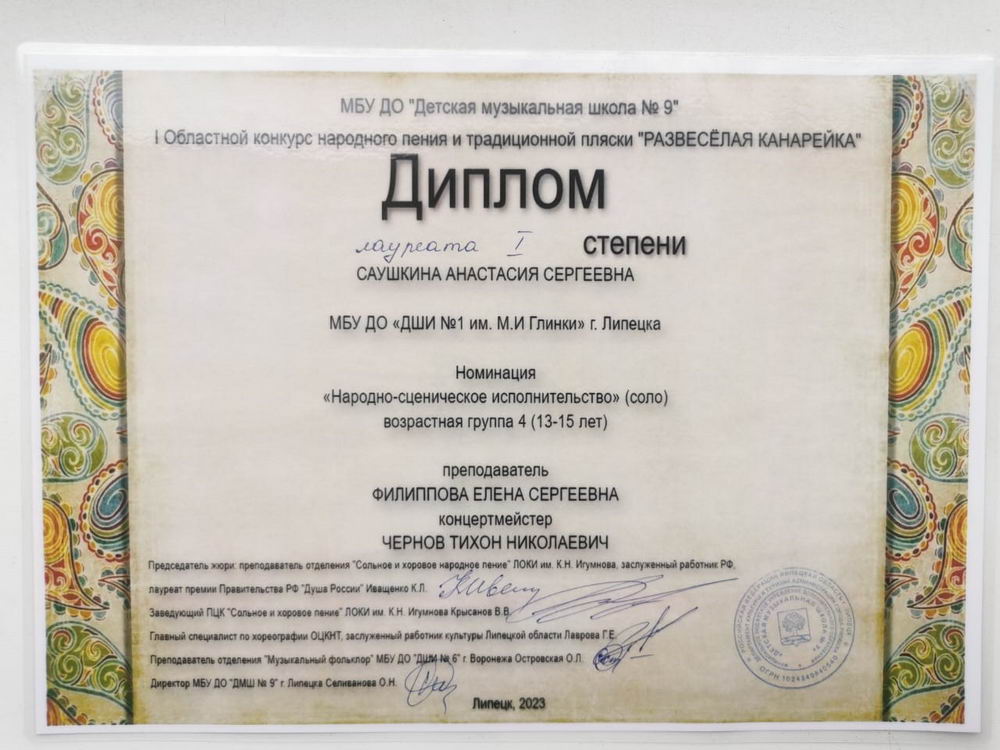 МБУ ДО "Детская музыкальная школа № 9"
I Областной конкурс народного пения и традиционной пляски "РАЗВЕСЁЛАЯ КАНАРЕЙКА"
Диплом
лауреата I степени
САУШКИНА АНАСТАСИЯ СЕРГЕЕВНА
МБУ ДО «ДШИ №1 им. М.И Глинки» г. Липецка
Номинация
«Народно-сценическое исполнительство» (соло)
возрастная группа 4 (13-15 лет)
преподаватель
ФИЛИППОВА ЕЛЕНА СЕРГЕЕВНА
концертмейстер
ЧЕРНОВ ТИХОН НИКОЛАЕВИЧ
Председатель жюри: преподаватель отделения "Сольное и хоровое народное пение" ЛОКИ им. К.Н. Игумнова, заслуженный работник РФ,
лауреат премии Правительства РФ "Душа России" Иващенко К.Л.
Заведующий ПЦК "Сольное и хоровое пение" ЛОКИ им. К.Н. Игумнова Крысанов В.В.
Главный специалист по хореографии ОЦКНТ, заслуженный работник культуры Липецкой области Лаврова Г.Е.
Преподаватель отделения "Музыкальный фольклор" МБУ ДО "ДШИ № 6" г. Воронежа Островская О.Л.
Директор МБУ ДО "ДМШ № 9" г. Липецка Селиванова О.Н.
Липецк, 2023